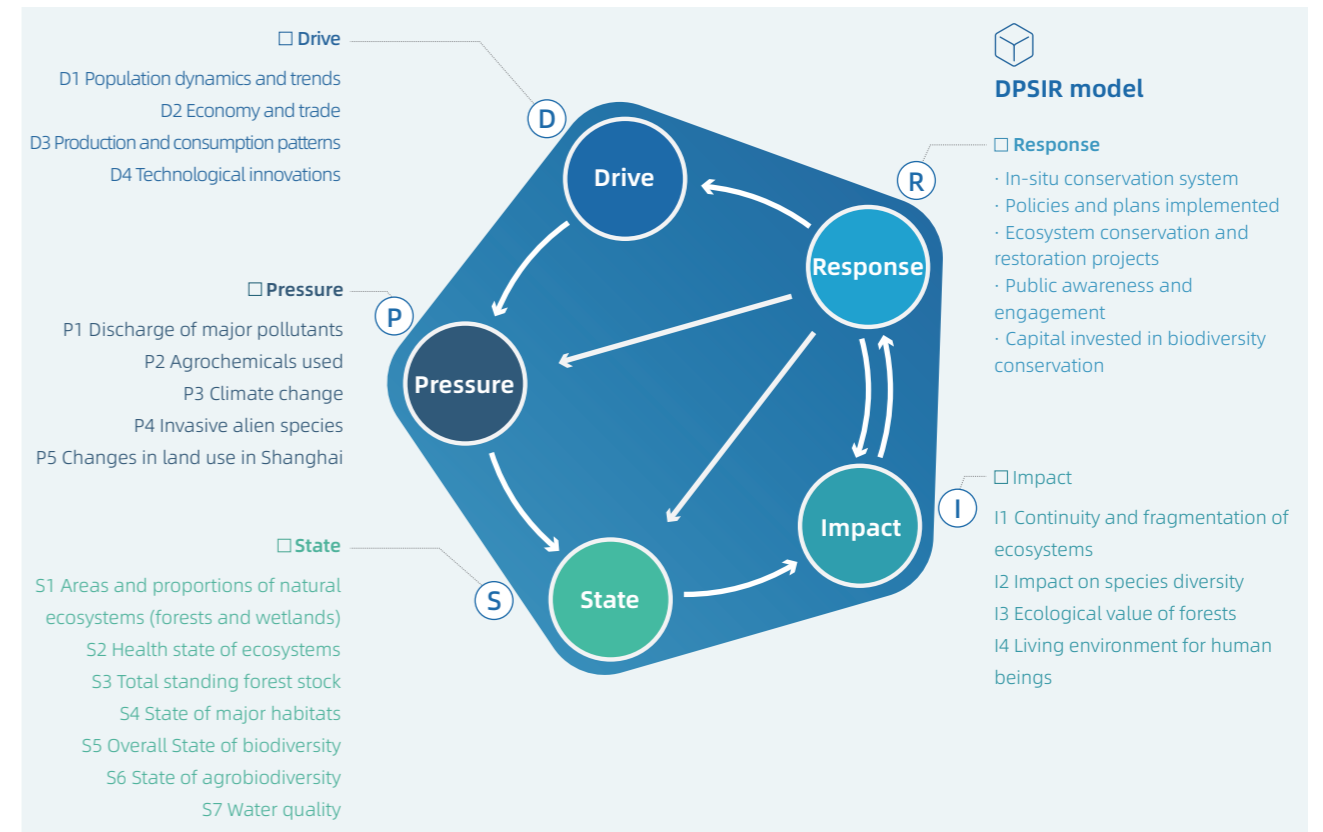 Drive
D1 Population dynamics and trends
D2 Economy and trade
D3 Production and consumption patterns
D4 Technological innovations
Pressure
P1 Discharge of major pollutants
P2 Agrochemicals used
P3 Climate change
P4 Invasive alien species
P5 Changes in land use in Shanghai
State
S1 Areas and proportions of natural
ecosystems (forests and wetlands)
S2 Health state of ecosystems
S3 Total standing forest stock
S4 State of major habitats
S5 Overall State of biodiversity
S6 State of agrobiodiversity
S7 Water quality
D
P
S
R
I
Drive
Response
Pressure
Impact
State
DPSIR model
Response
· In-situ conservation system
· Policies and plans implemented
· Ecosystem conservation and
restoration projects
· Public awareness and
engagement
· Capital invested in biodiversity
conservation
Impact
I1 Continuity and fragmentation of
ecosystems
I2 Impact on species diversity
I3 Ecological value of forests
I4 Living environment for human
beings